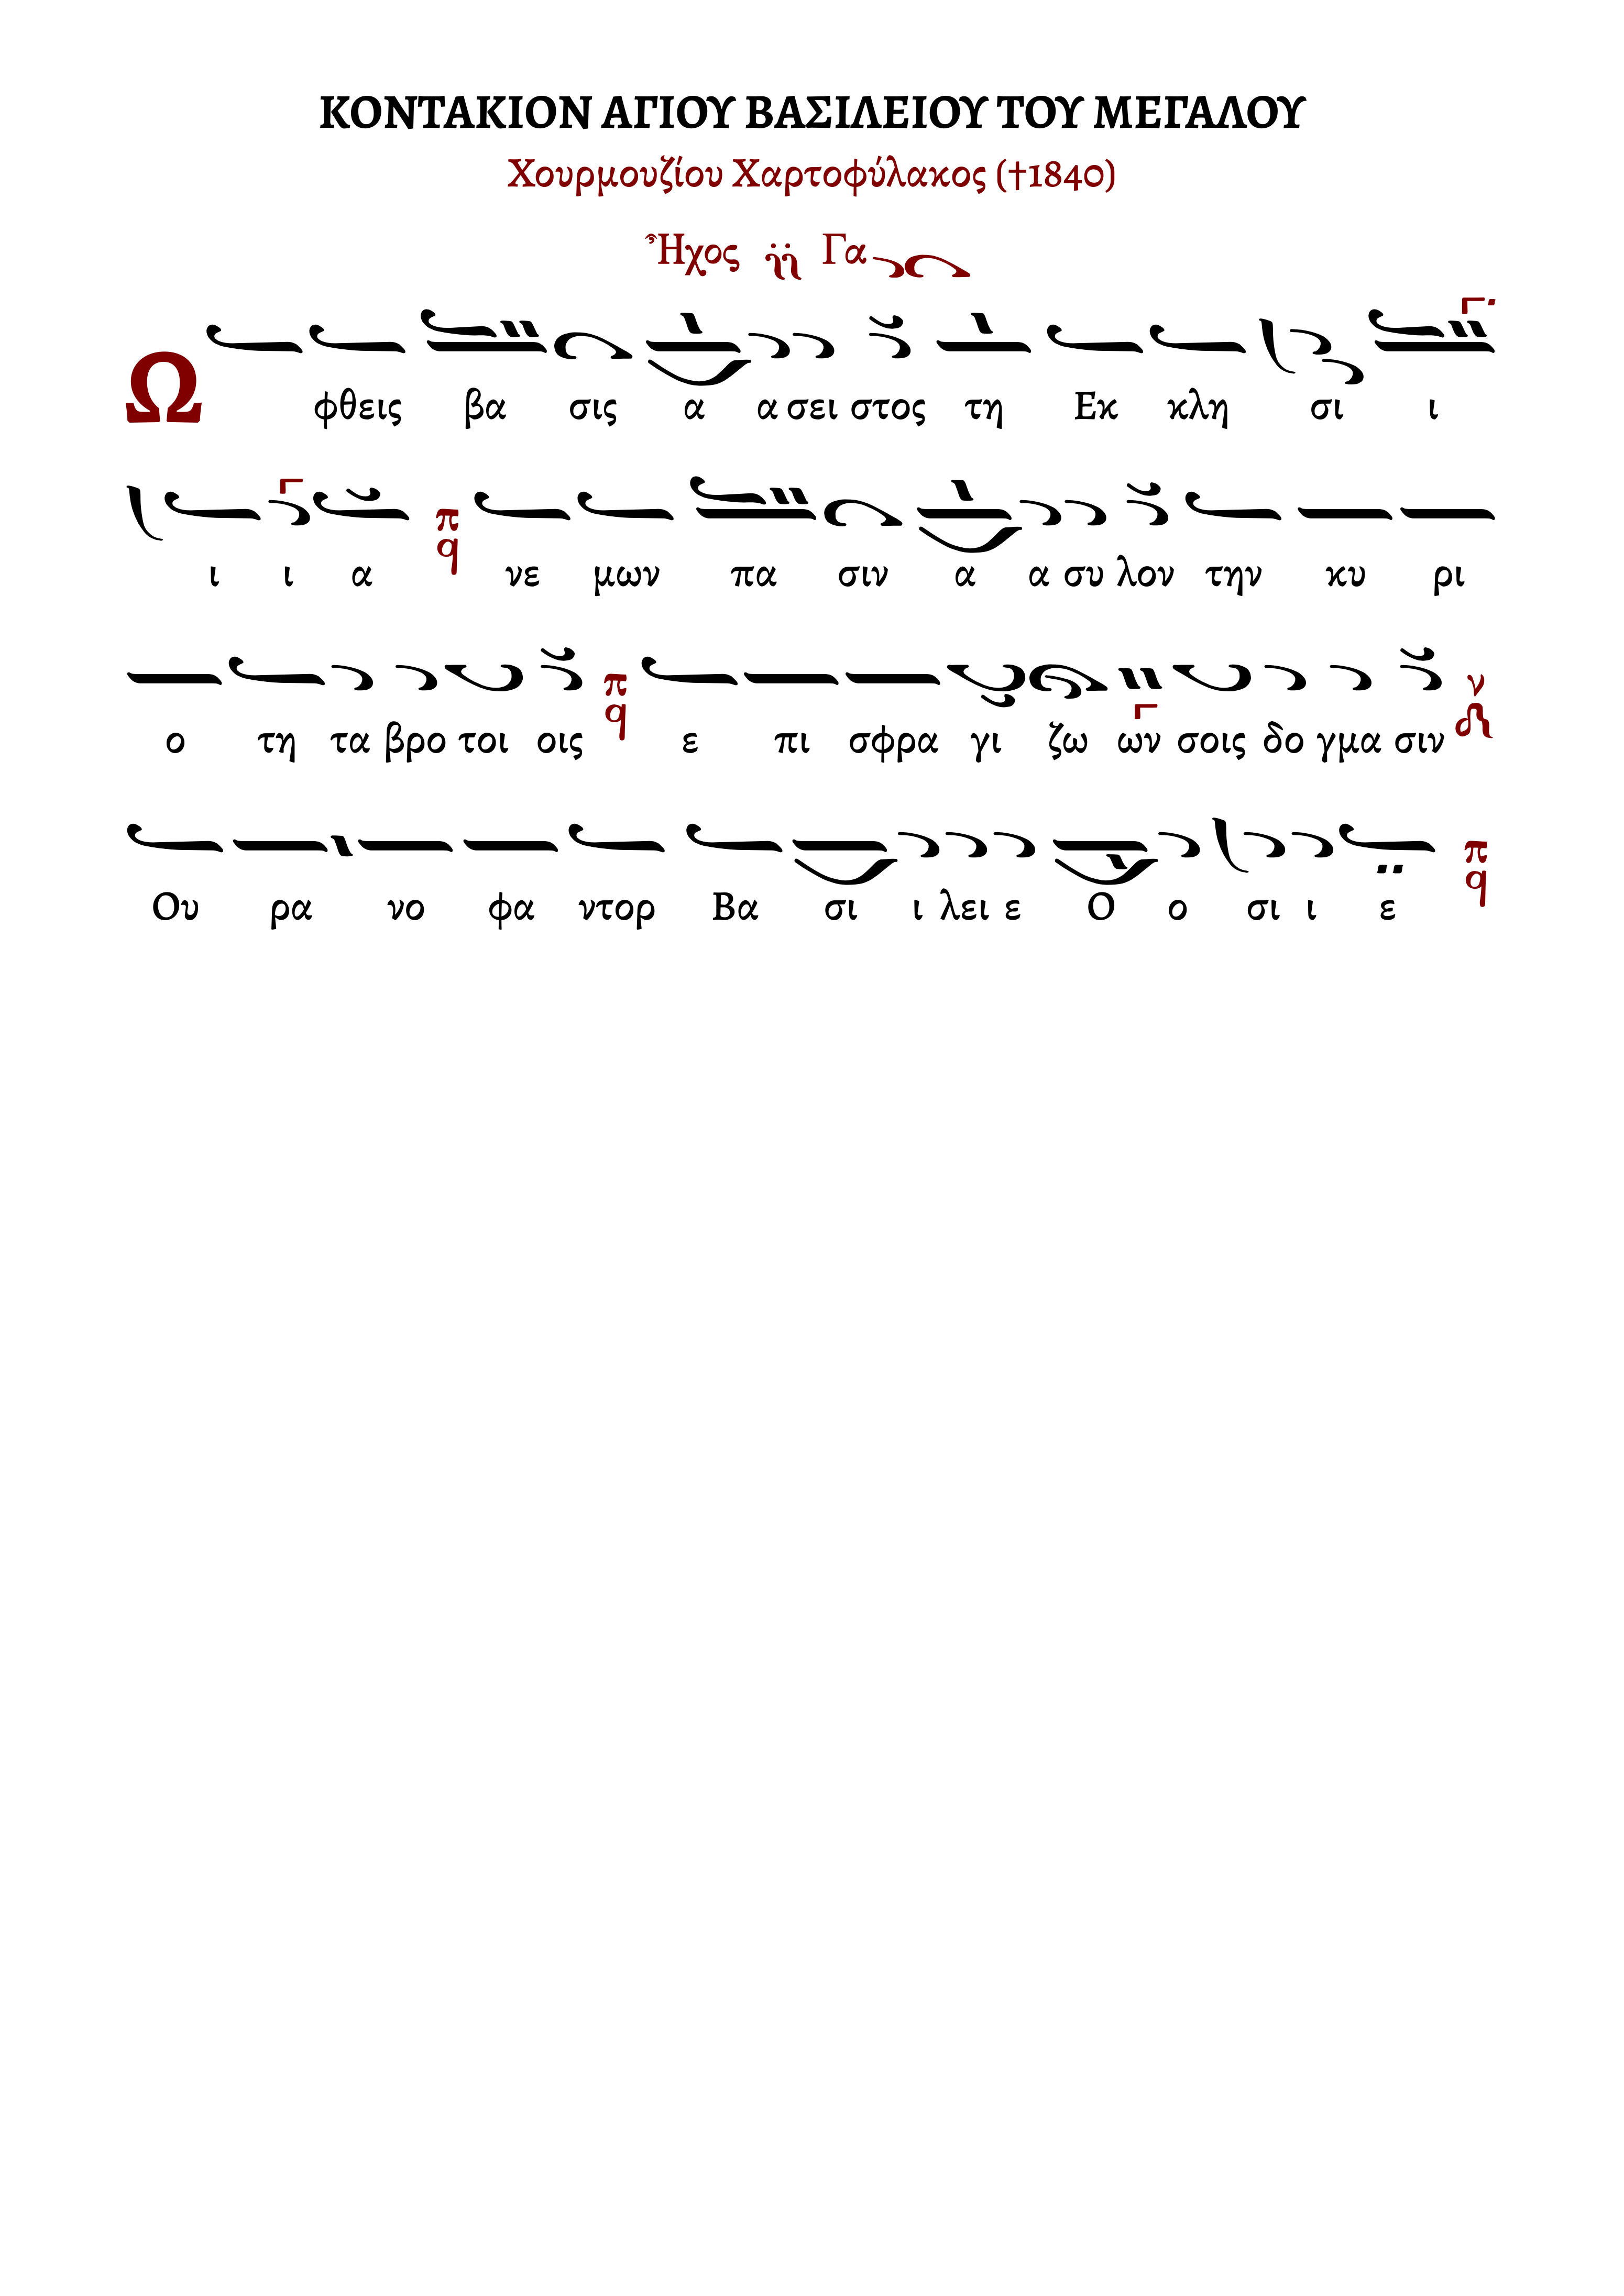 ΚΟΝΤΑΚΙΟΝ ΑΓΙΟΥ ΒΑΣΙΛΕΙΟΥ ΤΟΥ ΜΕΓΑΛΟΥ
Χουρμουζίου Χαρτοφύλακος (†1840)
Ἦχος Γα
Ω φθεις βα σις α α σει στος τη Εκ κλη σι ι
ι ι α π q νε μων πα σιν α α συ λον την κυ ρι
ο τη τα βρο τοι οις π q ε πι σφρα γι ζω ων σοις δο γμα σιν ν
Ου ρα νο φα ντορ Βα σι ι λει ε Ο ο σι ι ε π q